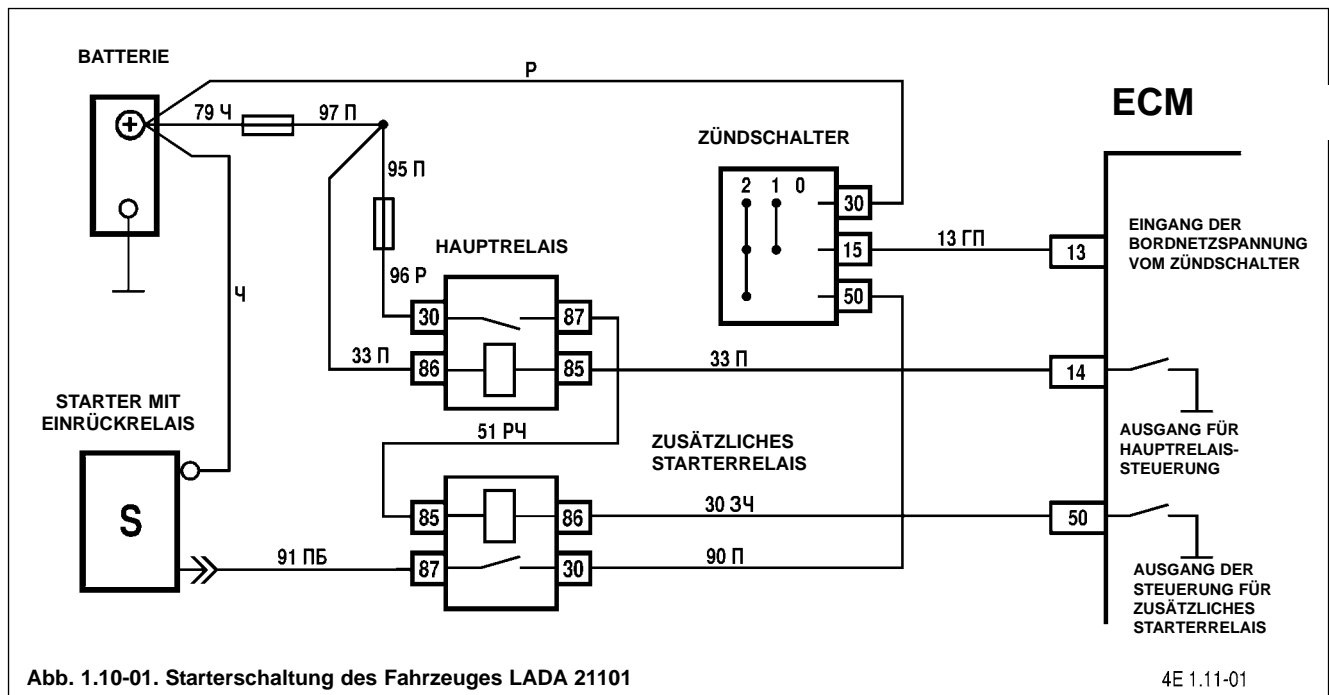 BATTERIE
P
ECM
79 Ч
97 П
ZÜNDSCHALTER
2 1 0
95 П
30
13 ГП
15
13
EINGANG DER
BORDNETZSPANNUNG
VOM ZÜNDSCHALTER
HAUPTRELAIS
50
96 Р
Ч
30
87
33 П
86
85
33 П
14
STARTER MIT
EINRÜCKRELAIS
51 РЧ
ZUSÄTZLICHES
STARTERRELAIS
AUSGANG FÜR
HAUPTRELAIS-
STEUERUNG
S
85
86
30 ЗЧ
50
91 ПБ
87
30
90 П
AUSGANG DER
STEUERUNG FÜR
ZUSÄTZLICHES
STARTERRELAIS
Abb. 1.10-01. Starterschaltung des Fahrzeuges LADA 21101
4E 1.11-01